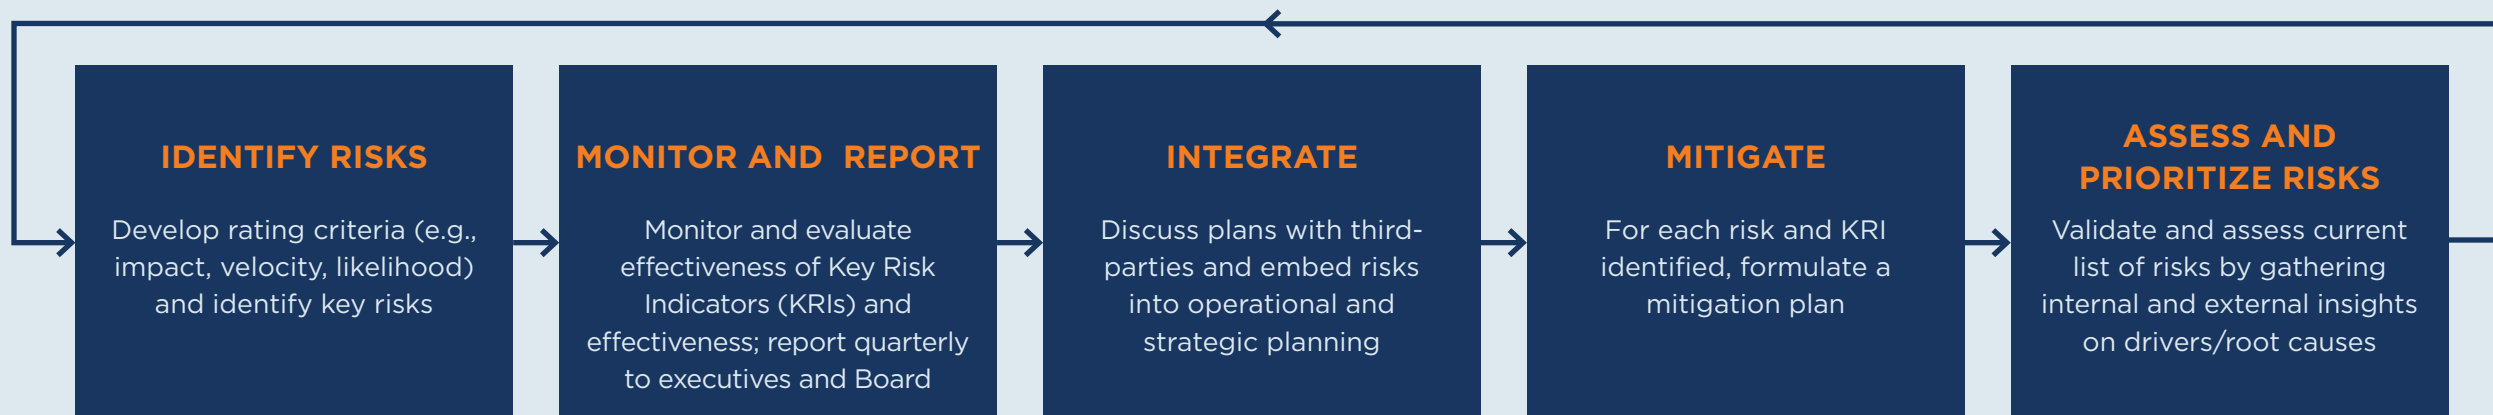 IDENTIFY RISKS
Develop rating criteria (e.g.,
impact, velocity, likelihood)
and identify key risks
MONITOR AND REPORT
Monitor and evaluate
effectiveness of Key Risk
Indicators (KRIs) and
effectiveness; report quarterly
to executives and Board
INTEGRATE
Discuss plans with third-
parties and embed risks
into operational and
strategic planning
MITIGATE
For each risk and KRI
identified, formulate a
mitigation plan
ASSESS AND
PRIORITIZE RISKS
Validate and assess current
list of risks by gathering
internal and external insights
on drivers/root causes